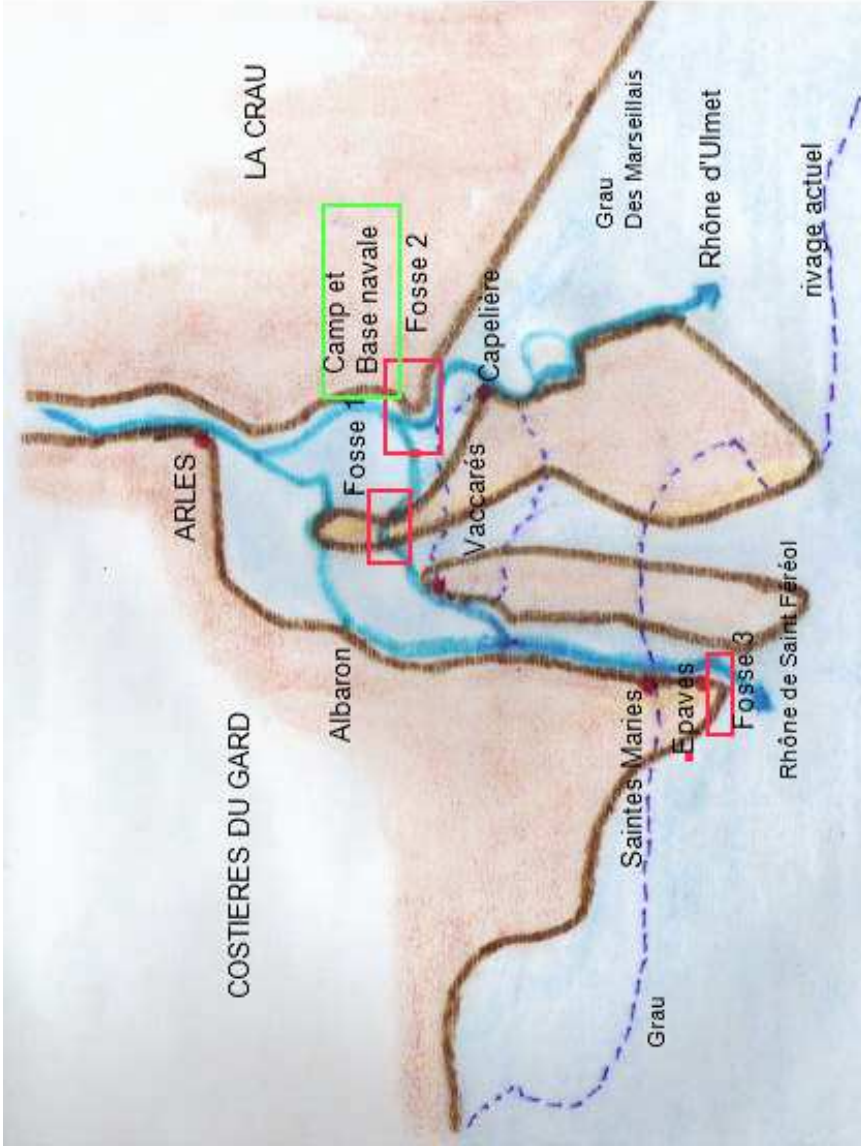 COSTIERES DU GARD
ARLES
LA CRAU
Albaron
Fosse 1
Camp et
Base navale
Fosse 2
Vaccarés
Capelière
Grau
Des Marseillais
Rhône d'Ulmet
Saintes Maries
Epaves
Fosse 3
Rhône de Saint Féréol
rivage actuel
Grau